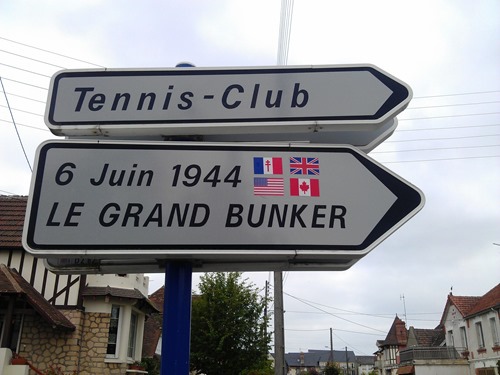 Tennis-Club
6 Juin 1944
LE GRAND BUNKER